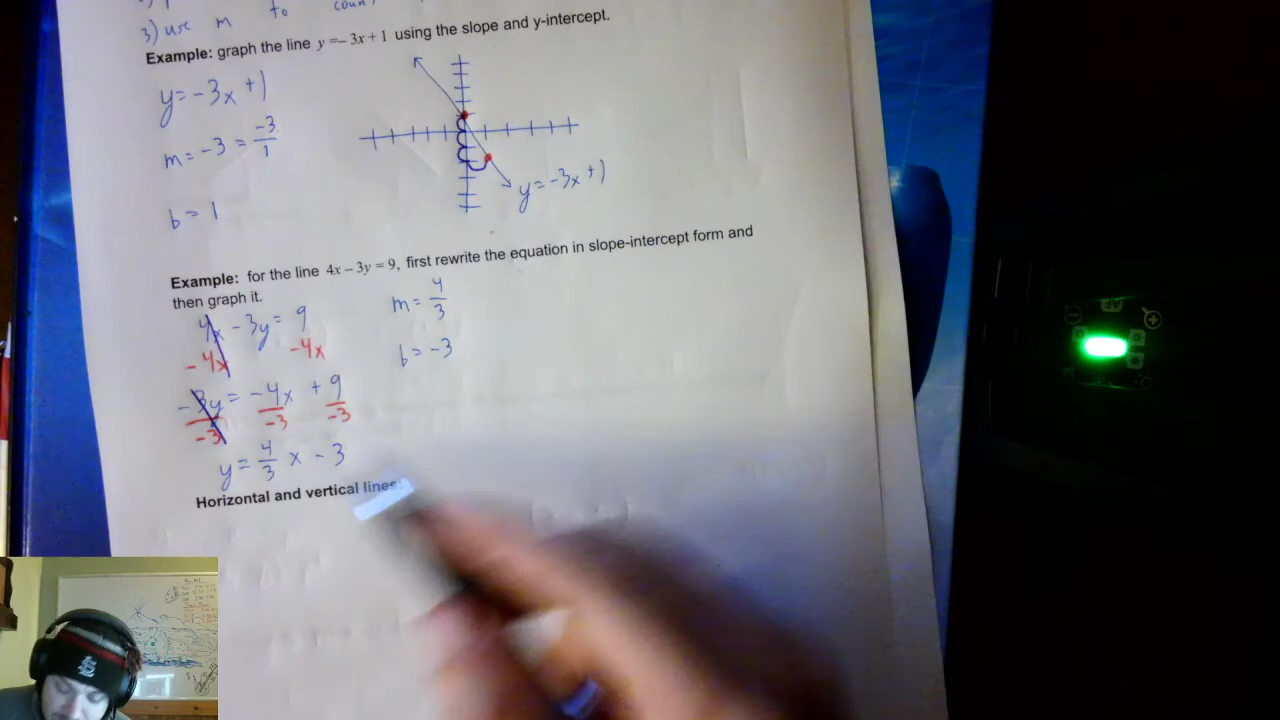 3) use m to count
Example: graph the line y = – 3x + 1 using the slope and y-intercept.
y = -3x + 1
m = -3 = -3/1
b = 1
y = -3x + 1
Example: for the line 4x – 3y = 9, first rewrite the equation in slope-intercept form and
then graph it.
4x - 3y = 9
-4x -4x
-3y = -4x + 9
-3 -3 -3
y = 4/3 x - 3
m = 4/3
b = -3
Horizontal and vertical lines:
AF